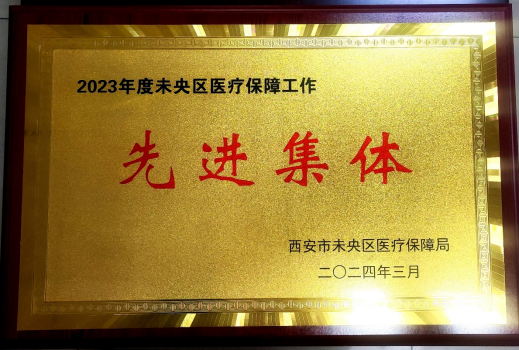 2023年度未央区医疗保障工作
先进集体
西安市未央区医疗保障局
二〇二四年三月